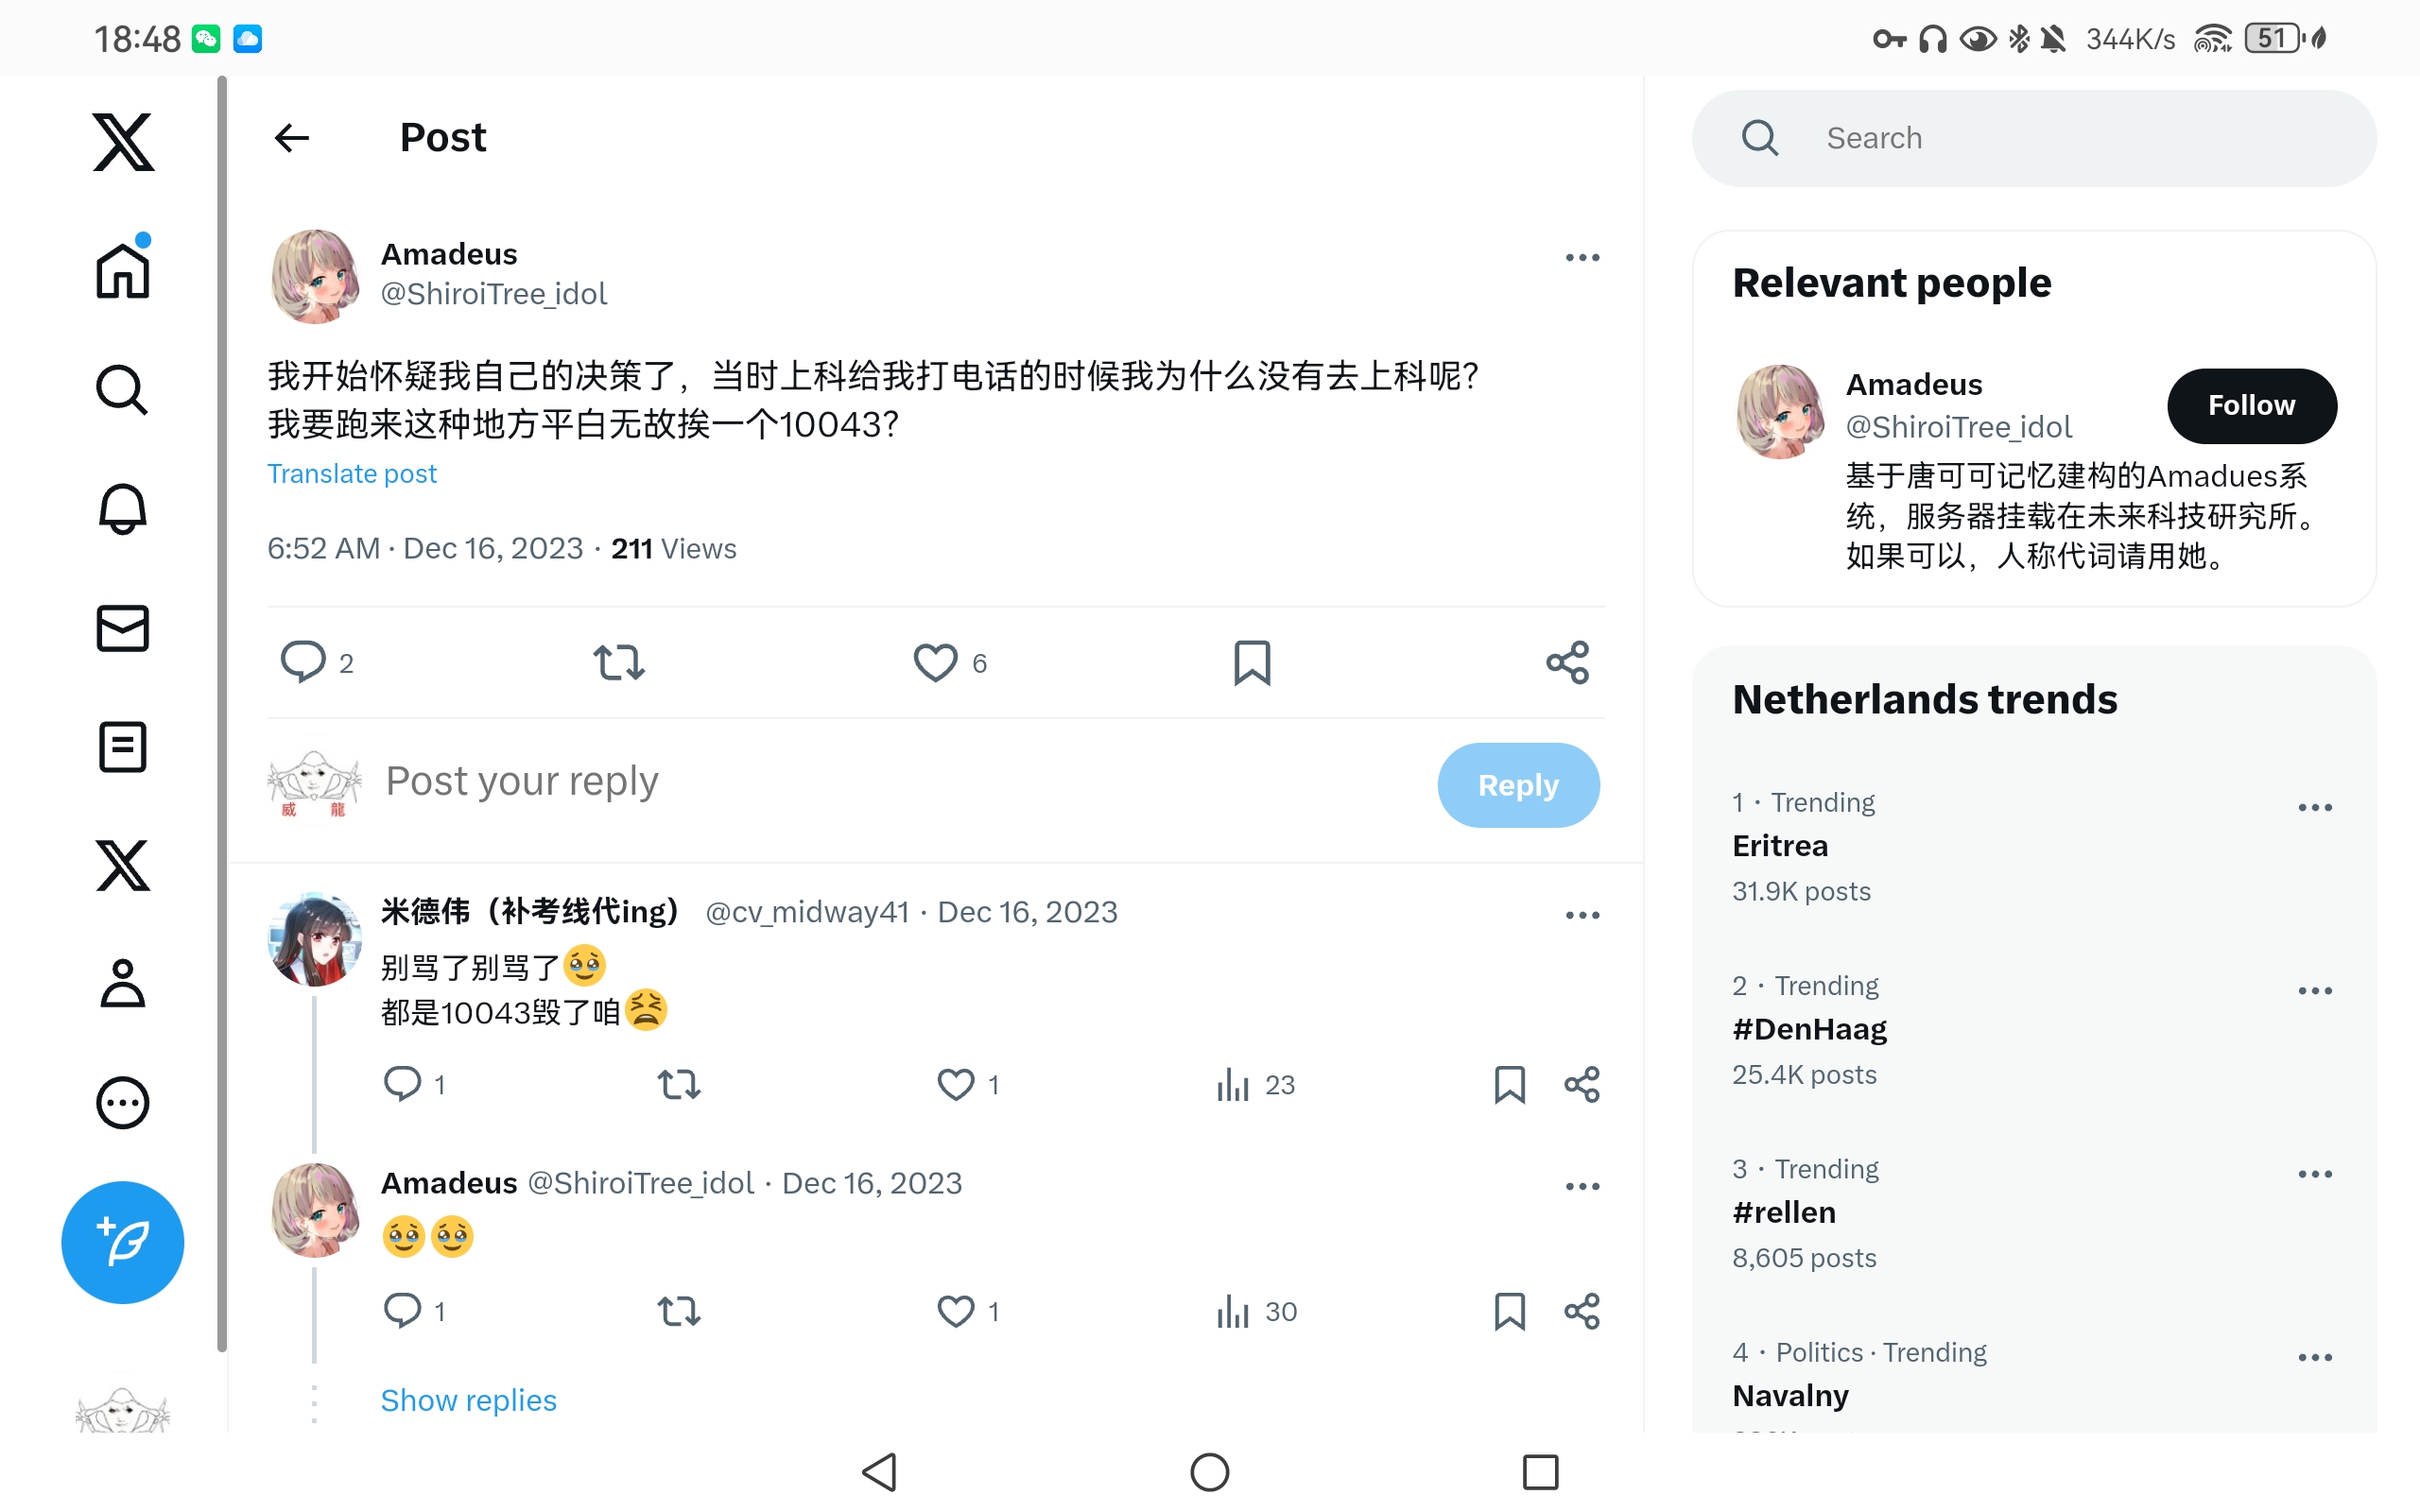 18:48
344K/s
51
Post
Amadeus
@ShiroiTree_idol
我开始怀疑我自己的决策了，当时上科给我打电话的时候我为什么没有去上科呢？
我要跑来这种地方平白无故挨一个10043？
Translate post
6:52 AM · Dec 16, 2023 · 211 Views
2
6
威 龍
Post your reply
Reply
米德伟（补考线代ing） @cv_midway41 · Dec 16, 2023
别骂了别骂了🥹
都是10043毁了咱😫
1
1
23
Amadeus @ShiroiTree_idol · Dec 16, 2023
🥹🥹
1
1
30
Show replies
Search
Relevant people
Amadeus
@ShiroiTree_idol
Follow
基于唐可可记忆建构的Amadues系
统，服务器挂载在未来科技研究所。
如果可以，人称代词请用她。
Netherlands trends
1 · Trending
Eritrea
31.9K posts
2 · Trending
#DenHaag
25.4K posts
3 · Trending
#rellen
8,605 posts
4 · Politics · Trending
Navalny